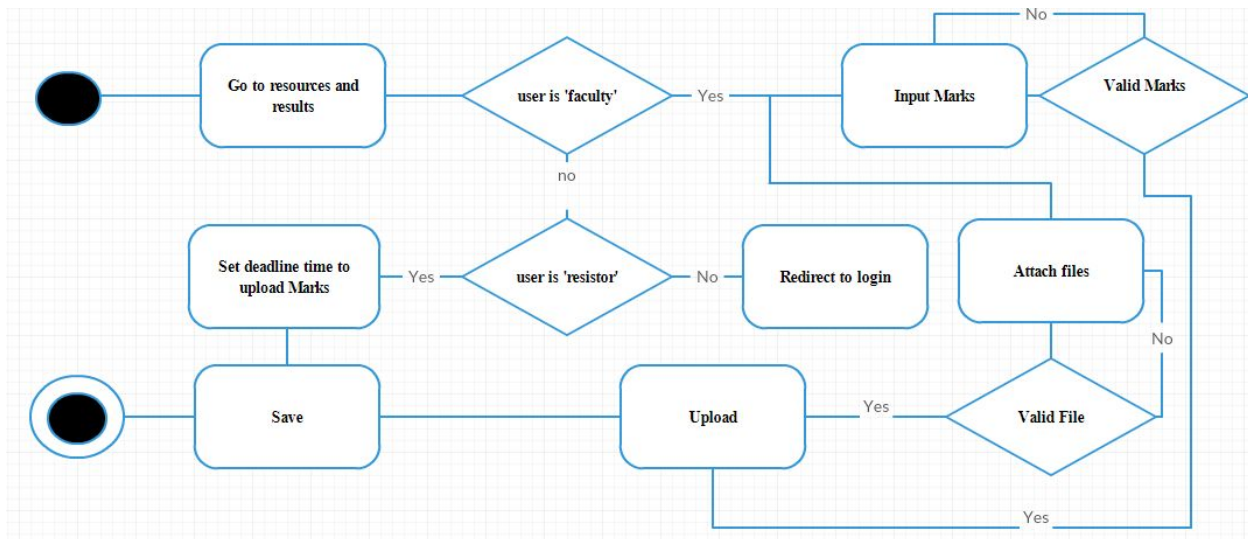 No
Go to resources and
results
user is 'faculty'
Yes
Input Marks
Valid Marks
no
Set deadline time to
upload Marks
Yes
user is 'resistor'
No
Redirect to login
Attach files
No
Save
Upload
Yes
Valid File
Yes